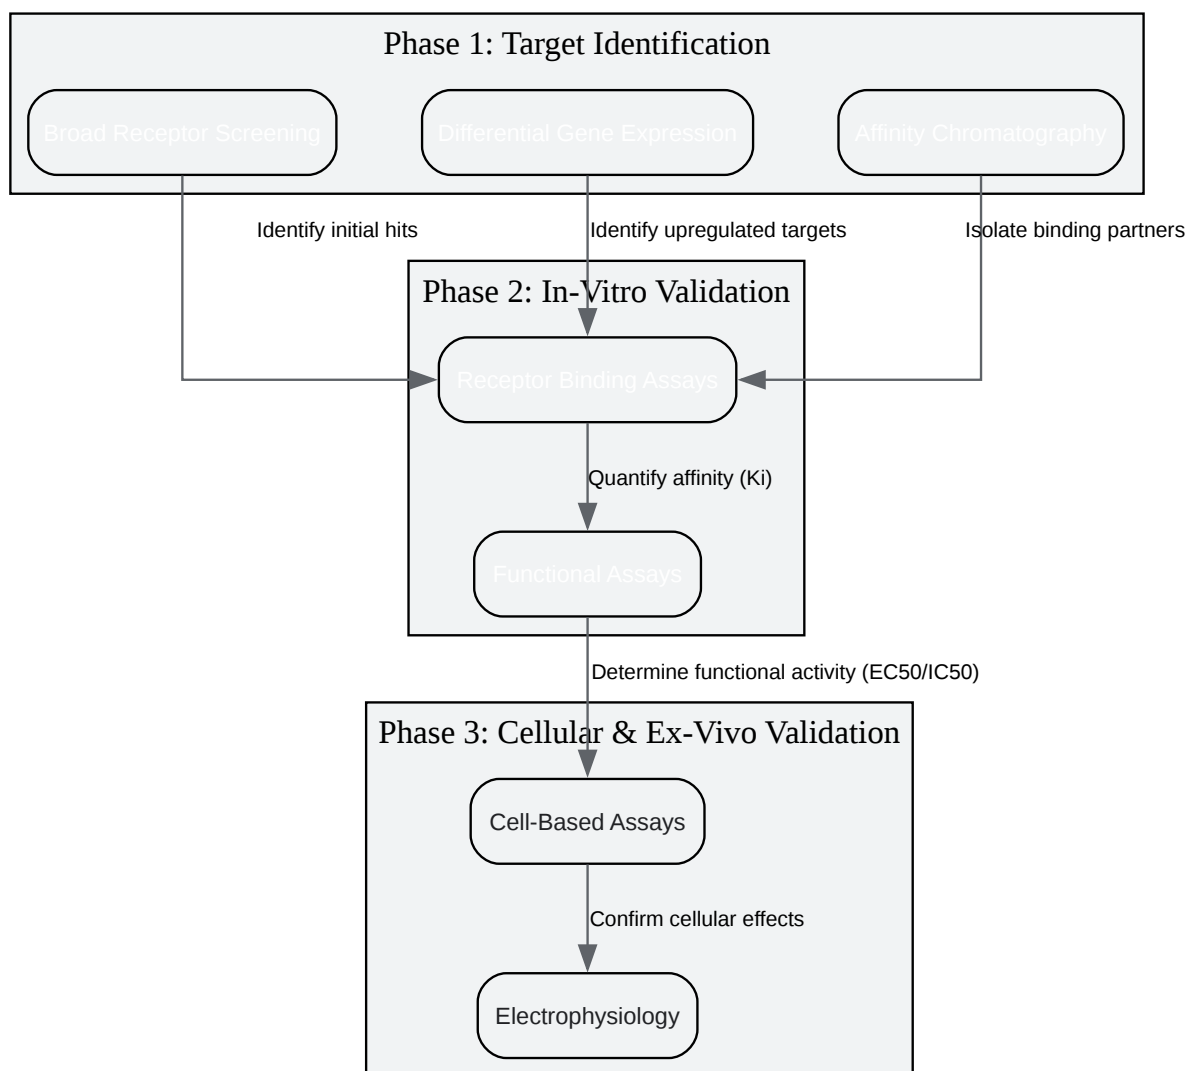 Phase 1: Target Identification
Broad Receptor Screening
Differential Gene Expression
Affinity Chromatography
Identify initial hits
Identify upregulated targets
Isolate binding partners
Phase 2: In-Vitro Validation
Receptor Binding Assays
Quantify affinity (Ki)
Functional Assays
Determine functional activity (EC50/IC50)
Phase 3: Cellular & Ex-Vivo Validation
Cell-Based Assays
Confirm cellular effects
Electrophysiology